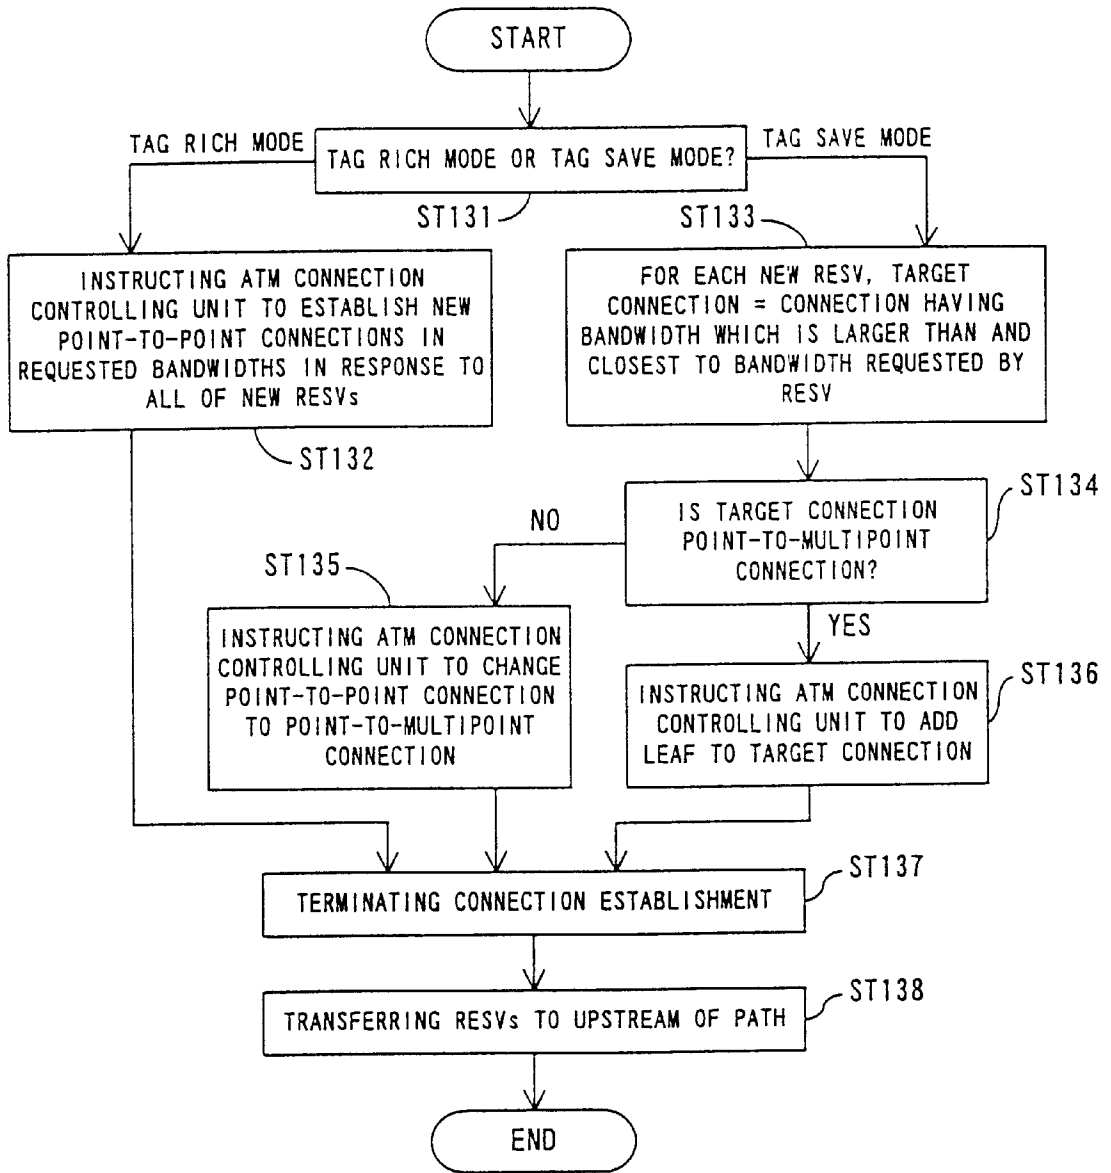 START
TAG RICH MODE
TAG RICH MODE OR TAG SAVE MODE?
TAG SAVE MODE
ST131
ST133
INSTRUCTING ATM CONNECTION
CONTROLLING UNIT TO ESTABLISH NEW
POINT-TO-POINT CONNECTIONS IN
REQUESTED BANDWIDTHS IN RESPONSE TO
ALL OF NEW RESVs
ST132
FOR EACH NEW RESV, TARGET
CONNECTION = CONNECTION HAVING
BANDWIDTH WHICH IS LARGER THAN AND
CLOSEST TO BANDWIDTH REQUESTED BY
RESV
ST134
IS TARGET CONNECTION
POINT-TO-MULTIPOINT
CONNECTION?
NO
YES
ST135
INSTRUCTING ATM CONNECTION
CONTROLLING UNIT TO CHANGE
POINT-TO-POINT CONNECTION
TO POINT-TO-MULTIPOINT
CONNECTION
ST136
INSTRUCTING ATM CONNECTION
CONTROLLING UNIT TO ADD
LEAF TO TARGET CONNECTION
ST137
TERMINATING CONNECTION ESTABLISHMENT
ST138
TRANSFERRING RESVs TO UPSTREAM OF PATH
END